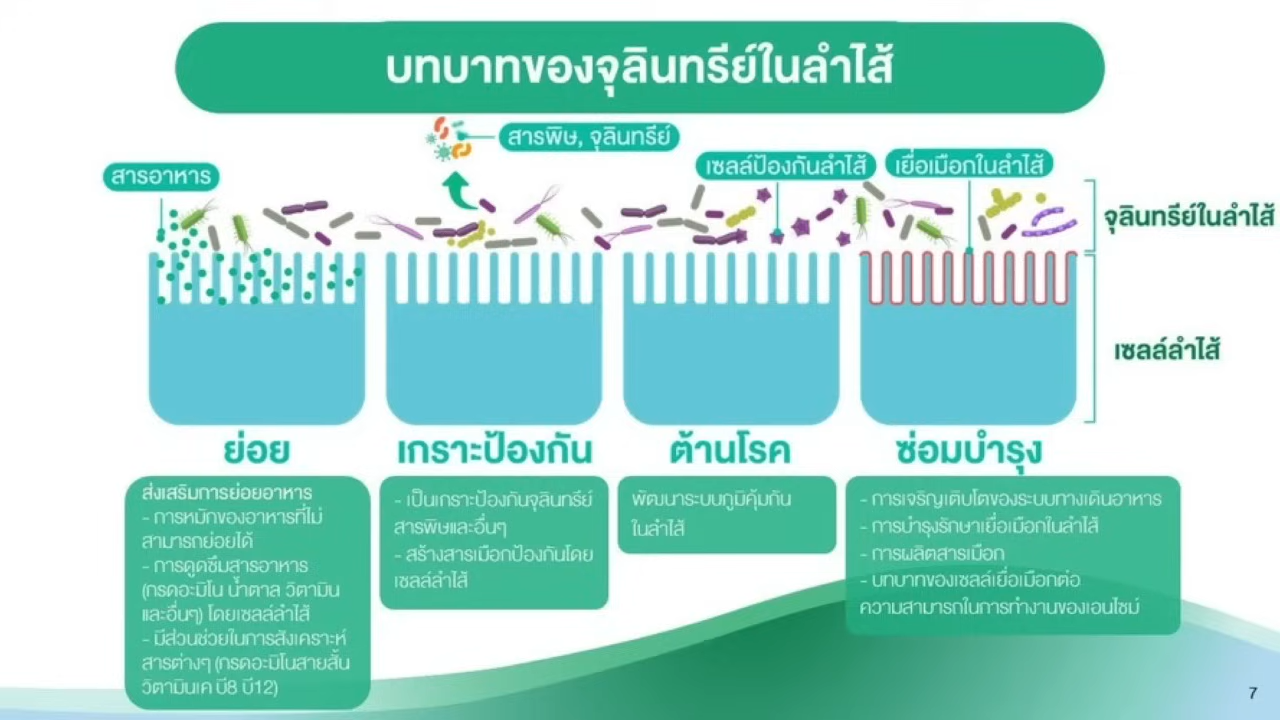 บทบาทของจุลินทรีย์ในลำไส้
สารพิษ, จุลินทรีย์
สารอาหาร
เซลล์ป้องกันลำไส้
เยื่อเมือกในลำไส้
จุลินทรีย์ในลำไส้
เซลล์ลำไส้
ย่อย
ส่งเสริมการย่อยอาหาร
- การหมักของอาหารที่ไม่
สามารถย่อยได้
- การดูดซึมสารอาหาร
(กรดอะมิโน น้ำตาล วิตามิน
และอื่นๆ) โดยเซลล์ลำไส้
- มีส่วนช่วยในการสังเคราะห์
สารต่างๆ (กรดอะมิโนสายสั้น
วิตามินเค บี8 บี12)
เกราะป้องกัน
- เป็นเกราะป้องกันจุลินทรีย์
สารพิษและอื่นๆ
- สร้างสารเมือกป้องกันโดย
เซลล์ลำไส้
ต้านโรค
พัฒนาระบบภูมิคุ้มกัน
ในลำไส้
ซ่อมบำรุง
- การเจริญเติบโตของระบบทางเดินอาหาร
- การบำรุงรักษาเยื่อเมือกในลำไส้
- การผลิตสารเมือก
- บทบาทของเซลล์เยื่อเมือกต่อ
ความสามารถในการทำงานของเอนไซม์
7